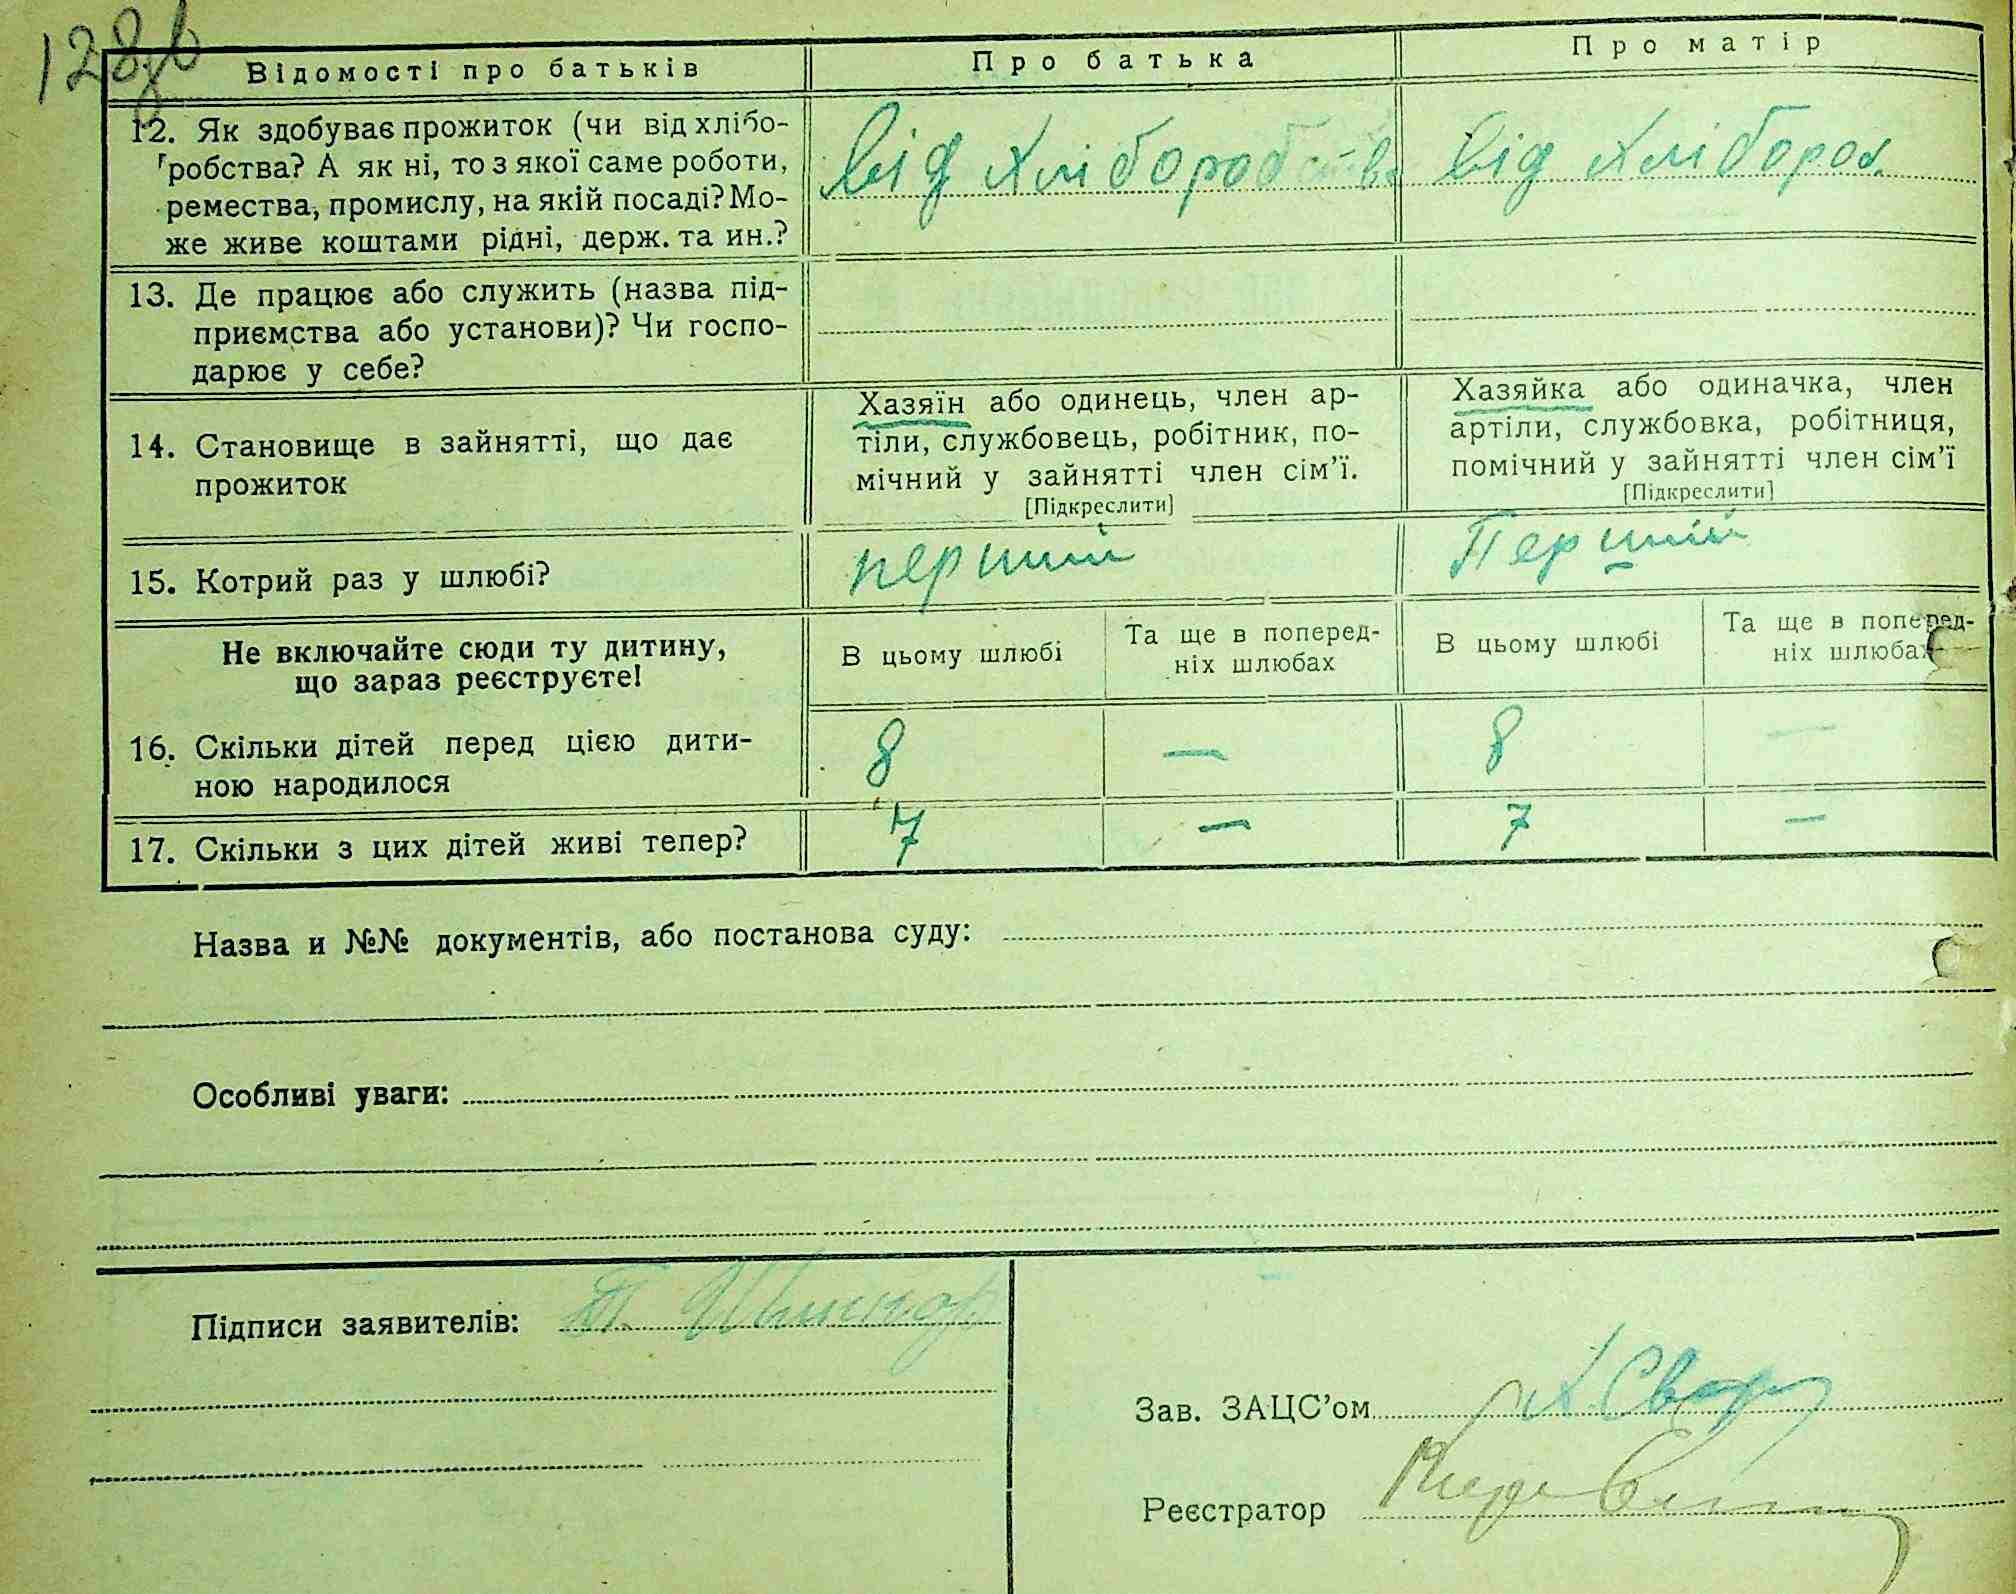 128
Відомості про батьків
Про батька
Про матір
12. Як здобуває прожиток (чи від хлібо-
робства? А як ні, то з якої саме роботи,
ремества, промислу, на якій посаді? Мо-
же живе коштами рідні, держ. та ин.?
від хліборобств.
від хлібороб.
13. Де працює або служить (назва під-
приємства або установи)? Чи госпо-
дарює у себе?
14. Становище в зайнятті, що дає
прожиток
Хазяїн або одинець, член ар-
тіли, службовець, робітник, по-
мічний у зайнятті член сім'ї.
[Підкреслити]
Хазяйка або одиначка, член
артіли, службовка, робітниця,
помічний у зайнятті член сім'ї
[Підкреслити]
15. Котрий раз у шлюбі?
перший
Перший
Не включайте сюди ту дитину,
що зараз реєструєте!
В цьому шлюбі
Та ще в поперед-
ніх шлюбах
В цьому шлюбі
Та ще в поперед-
ніх шлюбах
16. Скільки дітей перед цією дити-
ною народилося
8 — 8 —
17. Скільки з цих дітей живі тепер?
7 — 7 —
Назва и №№ документів, або постанова суду:
Особливі уваги:
Підписи заявителів:
Зав. ЗАЦС'ом
Реєстратор